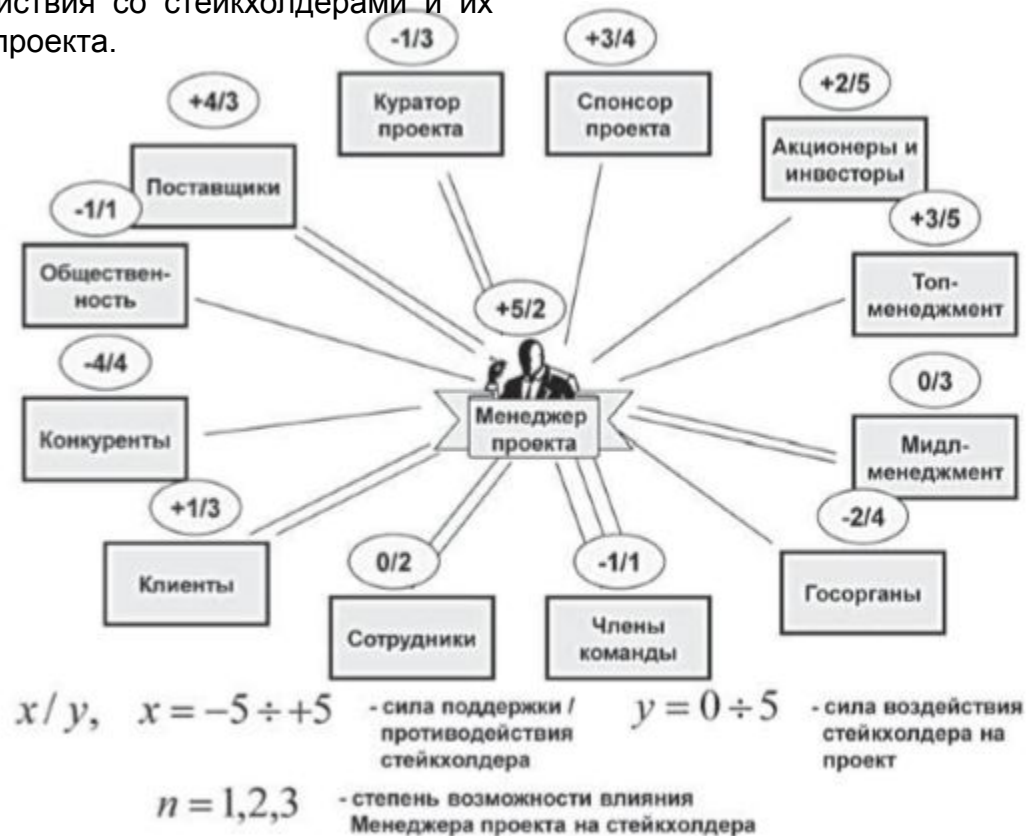 ствия со стейкхолдерами и их
проекта.
-1/3
+3/4
+2/5
+4/3
Куратор
проекта
Спонсор
проекта
Акционеры и
инвесторы
Поставщики
-1/1
+3/5
Обществен-
ность
+5/2
Топ-
менеджмент
-4/4
0/3
Конкуренты
Менеджер
проекта
Мидл-
менеджмент
+1/3
-2/4
Клиенты
0/2
-1/1
Госорганы
Сотрудники
Члены
команды
x / y, x = −5 ÷ +5 - сила поддержки /
противодействия
стейкхолдера
y = 0 ÷ 5 - сила воздействия
стейкхолдера на
проект
n = 1,2,3 - степень возможности влияния
Менеджера проекта на стейкхолдера